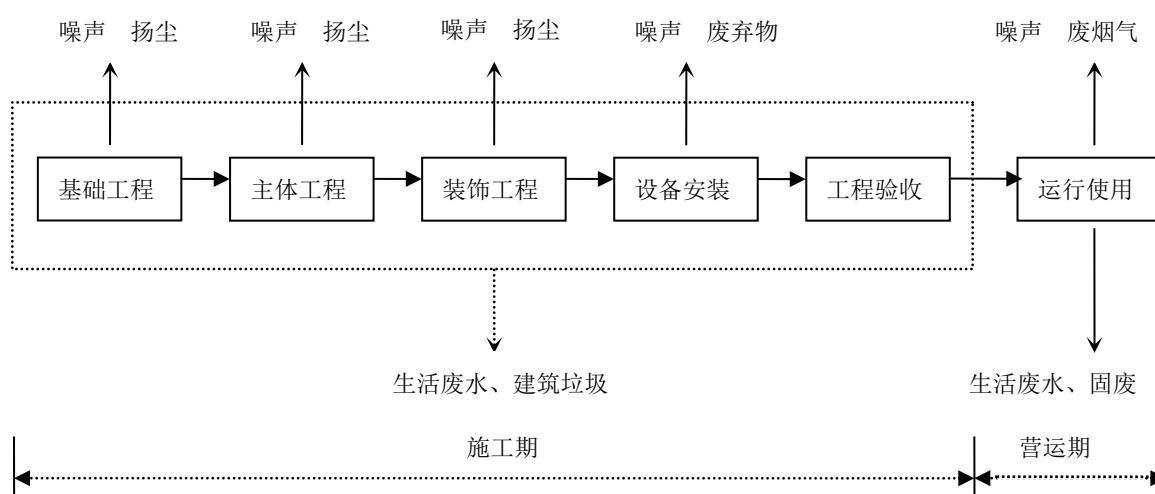 噪声 扬尘 噪声 扬尘 噪声 扬尘 噪声 废弃物 噪声 废烟气
基础工程 主体工程 装饰工程 设备安装 工程验收 运行使用
生活废水、建筑垃圾 生活废水、固废
施工期 营运期